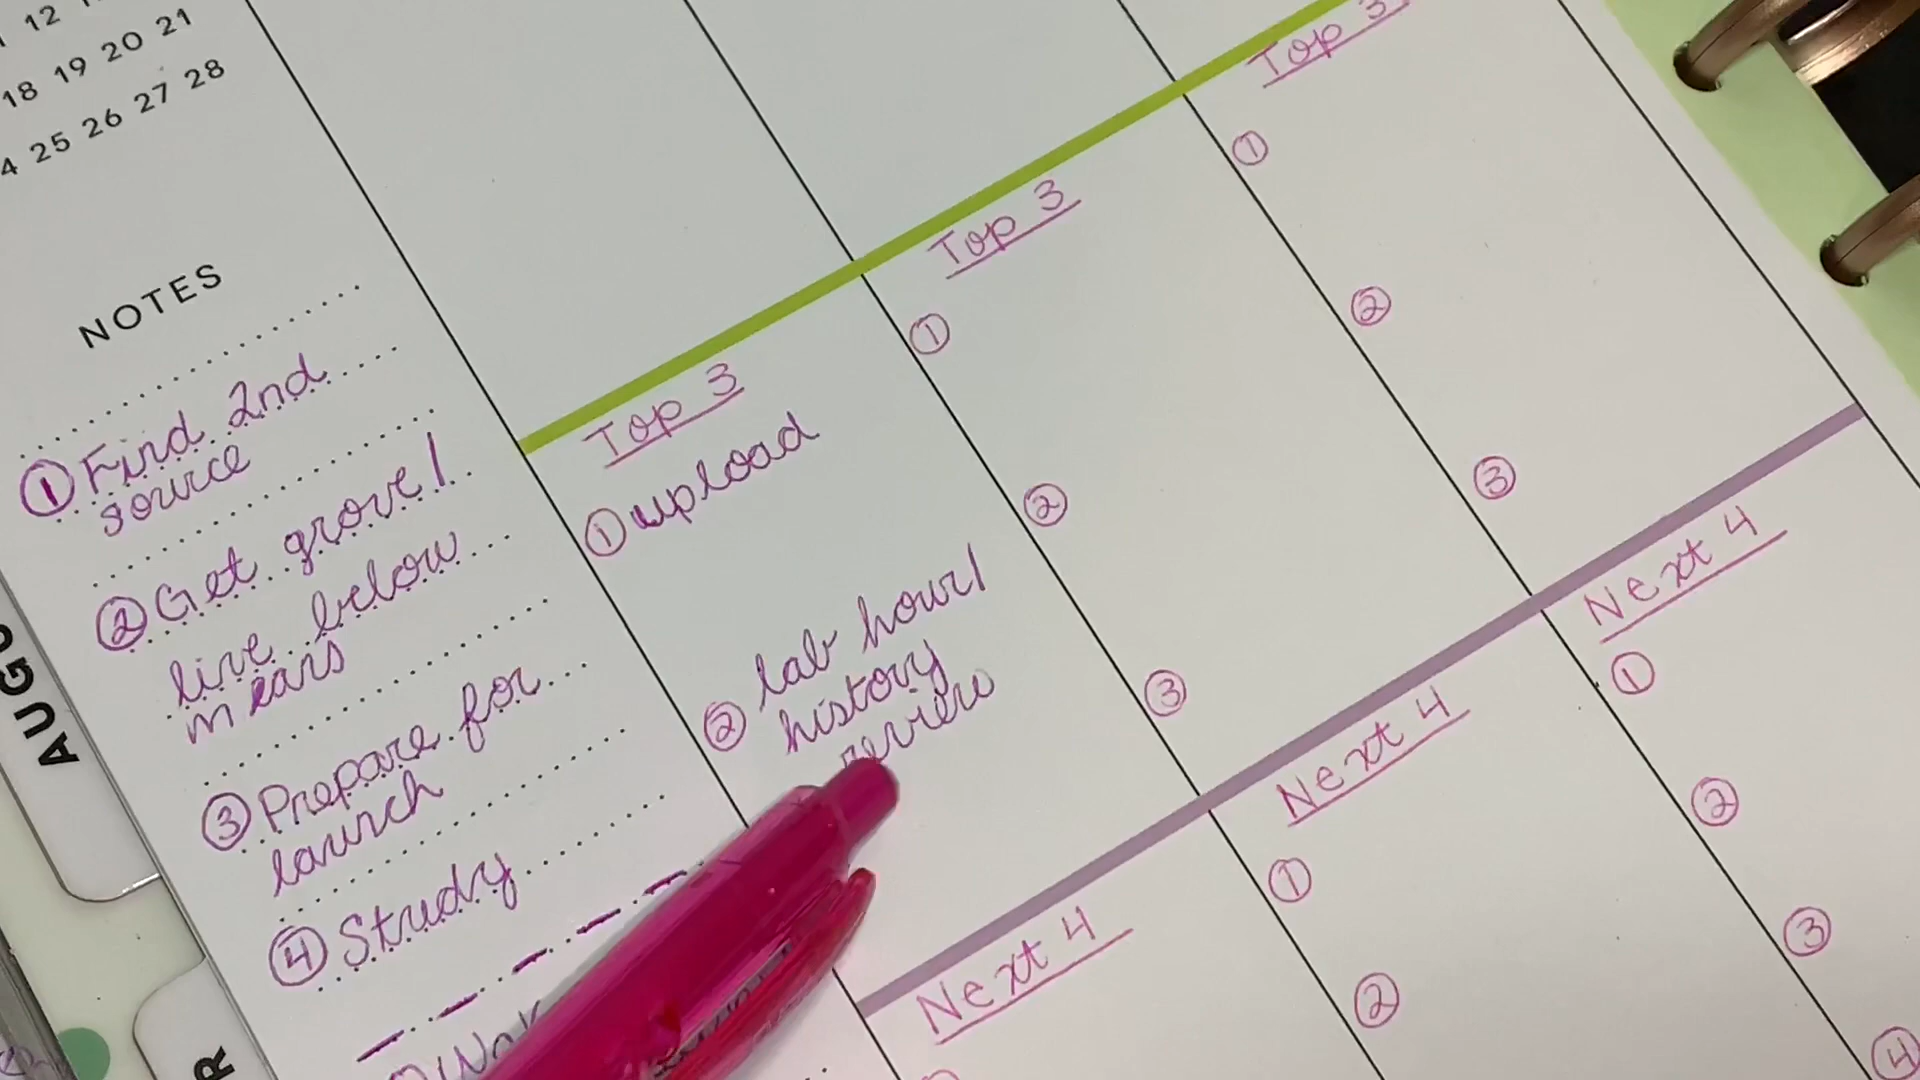 12
18 19 20 21
4 25 26 27 28
NOTES
① Find 2nd
source
② Get grove /
live below
means
③ Prepare for
launch
④ Study
AUGU
R
Top 3
① upload
② lab hour/
history
review
Top 3
①
②
③
Top 3
①
②
③
Next 4
Next 4
①
②
Next 4
①
②
③
④